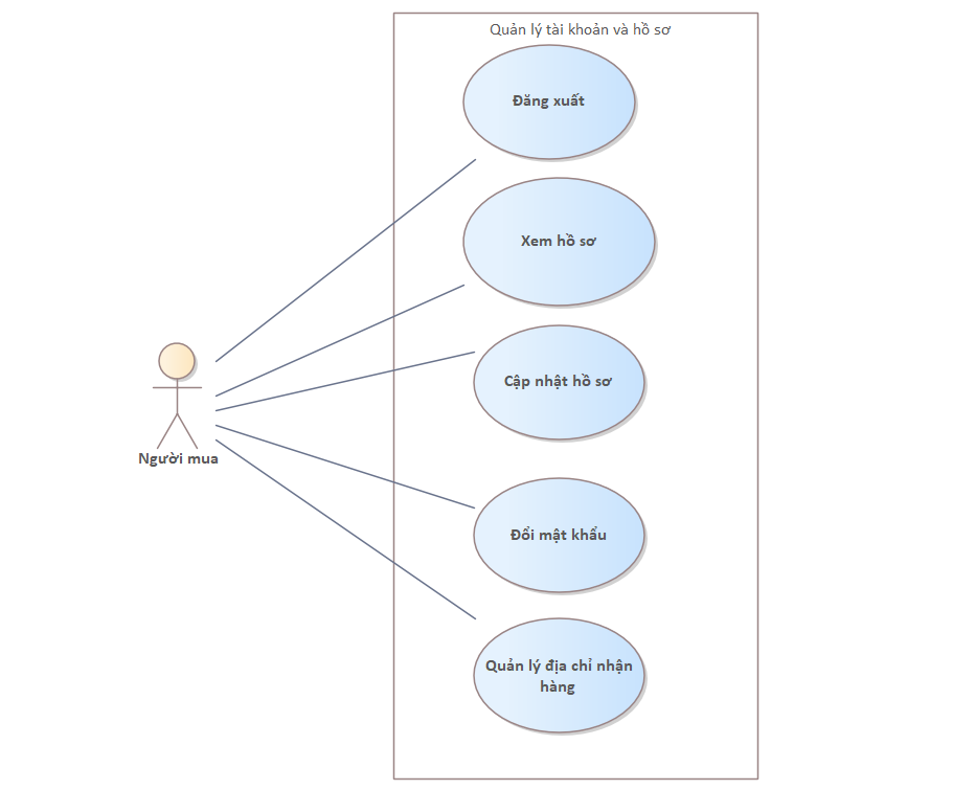 Quản lý tài khoản và hồ sơ
Đăng xuất
Xem hồ sơ
Cập nhật hồ sơ
Người mua
Đổi mật khẩu
Quản lý địa chỉ nhận
hàng